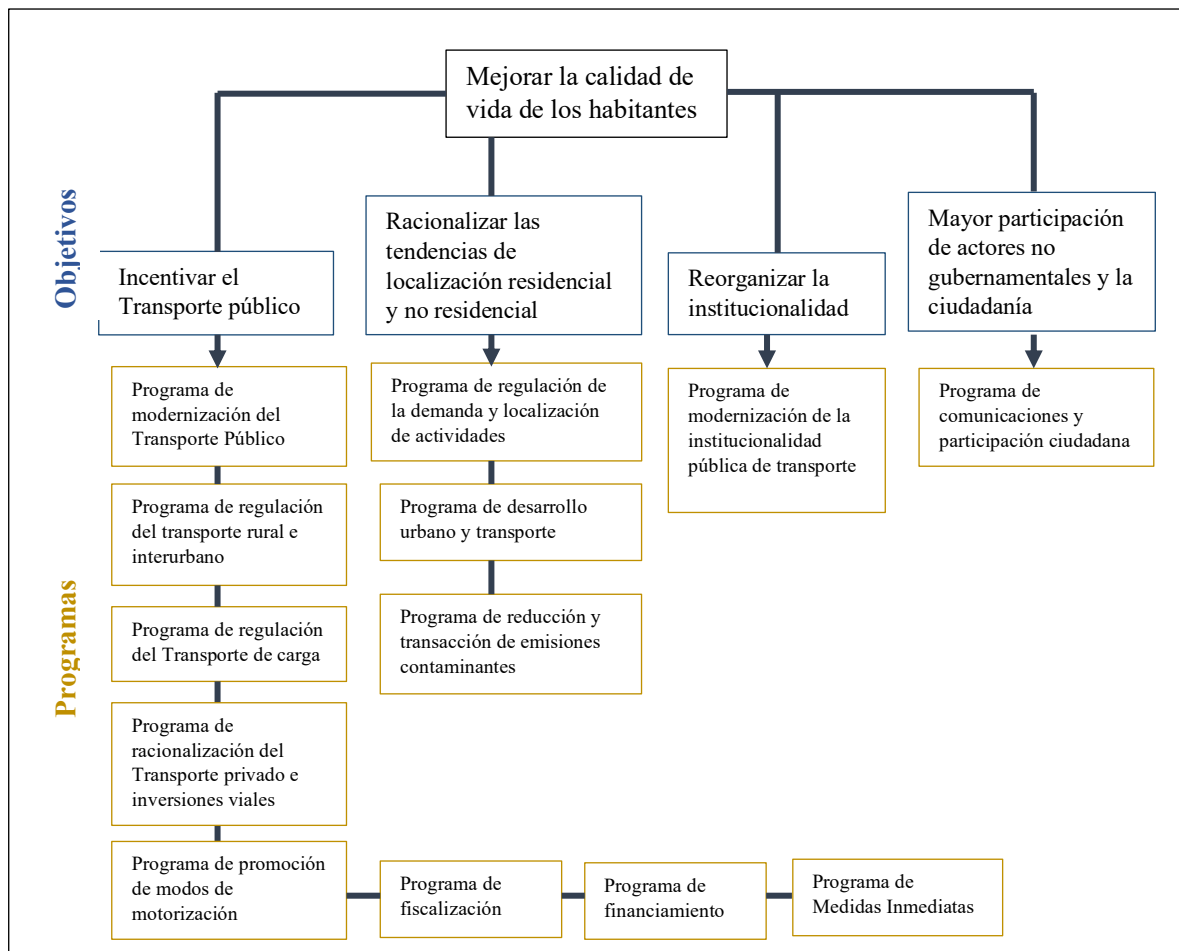 Mejorar la calidad de
vida de los habitantes
Objetivos
Incentivar el
Transporte público
Racionalizar las
tendencias de
localización residencial
y no residencial
Reorganizar la
institucionalidad
Mayor participación
de actores no
gubernamentales y la
ciudadanía
Programas
Programa de
modernización del
Transporte Público
Programa de regulación
del transporte rural e
interurbano
Programa de regulación
del Transporte de carga
Programa de
racionalización del
Transporte privado e
inversiones viales
Programa de promoción
de modos de
motorización
Programa de
fiscalización
Programa de
financiamiento
Programa de
Medidas Inmediatas
Programa de regulación de
la demanda y localización
de actividades
Programa de desarrollo
urbano y transporte
Programa de reducción y
transacción de emisiones
contaminantes
Programa de
modernización de la
institucionalidad
pública de transporte
Programa de
comunicaciones y
participación ciudadana